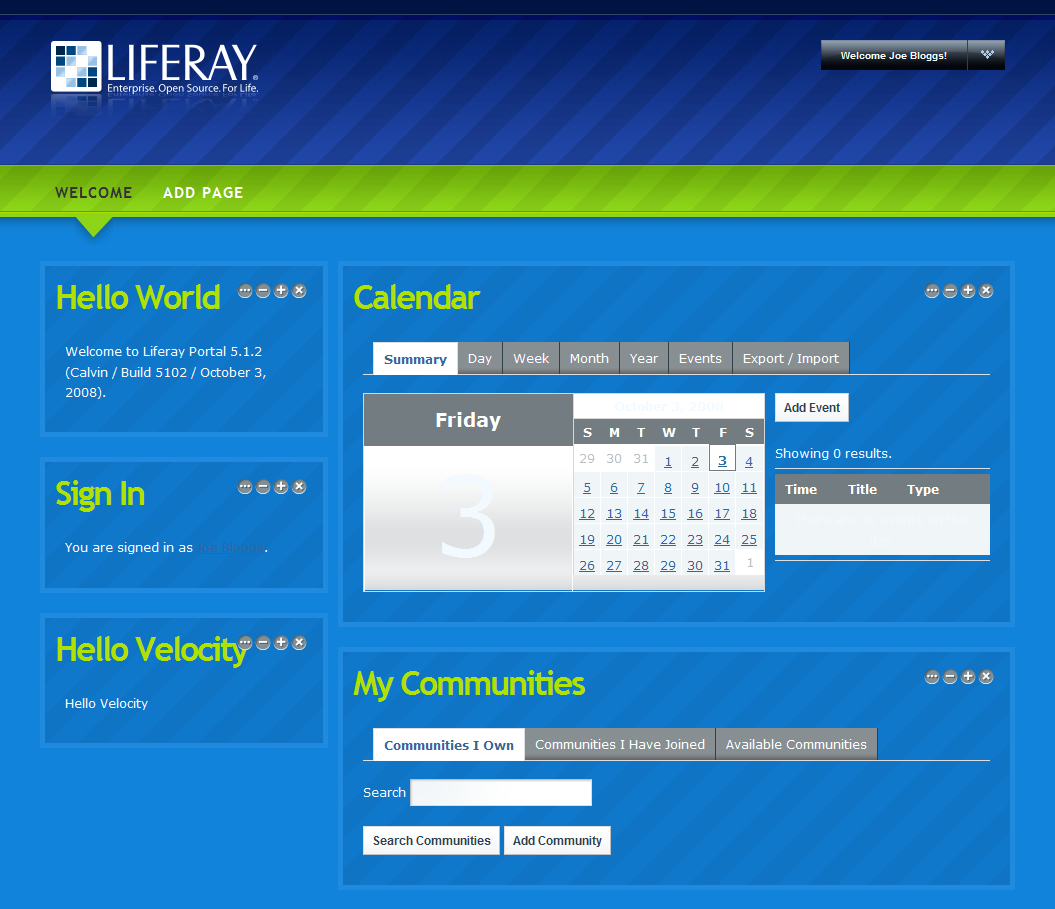 LIFERAY®
Enterprise. Open Source. For Life.
Welcome Joe Bloggs!
WELCOME ADD PAGE
Hello World
Welcome to Liferay Portal 5.1.2
(Calvin / Build 5102 / October 3,
2008).
Sign In
You are signed in as Joe Bloggs.
Hello Velocity
Hello Velocity
Calendar
Summary Day Week Month Year Events Export / Import
Friday
3
October 3, 2008
S M T W T F S
29 30 31 1 2 3 4
5 6 7 8 9 10 11
12 13 14 15 16 17 18
19 20 21 22 23 24 25
26 27 28 29 30 31 1
Add Event
Showing 0 results.
Time Title Type
My Communities
Communities I Own Communities I Have Joined Available Communities
Search
Search Communities Add Community